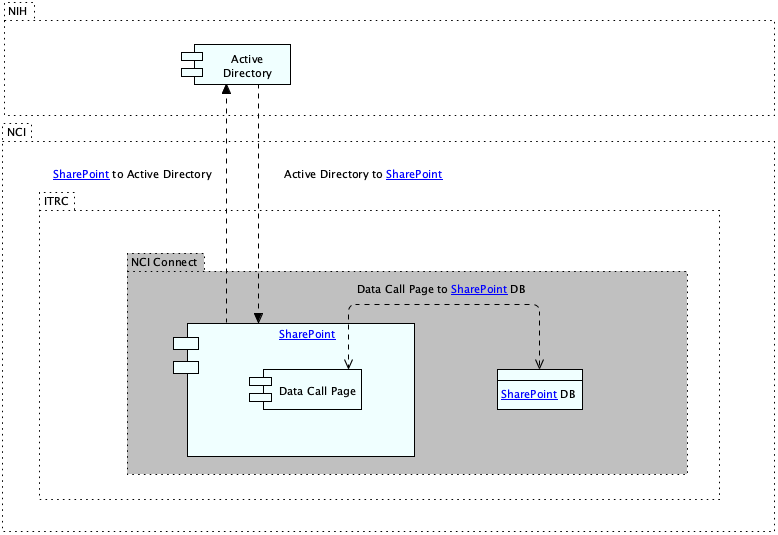 NIH
Active
Directory
NCI
SharePoint to Active Directory
Active Directory to SharePoint
ITRC
NCI Connect
Data Call Page to SharePoint DB
SharePoint
Data Call Page
SharePoint DB